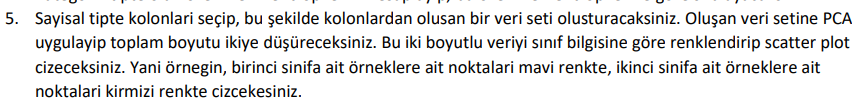 5. Sayisal tipte kolonlari seçip, bu şekilde kolonlardan olusan bir veri seti olusturacaksiniz. Oluşan veri setine PCA
uygulayip toplam boyutu ikiye düşüreceksiniz. Bu iki boyutlu veriyi sınıf bilgisine göre renklendirip scatter plot
cizeceksiniz. Yani örnegin, birinci sinifa ait örneklere ait noktalari mavi renkte, ikinci sinifa ait örneklere ait
noktalari kirmizi renkte cizcekesiniz.